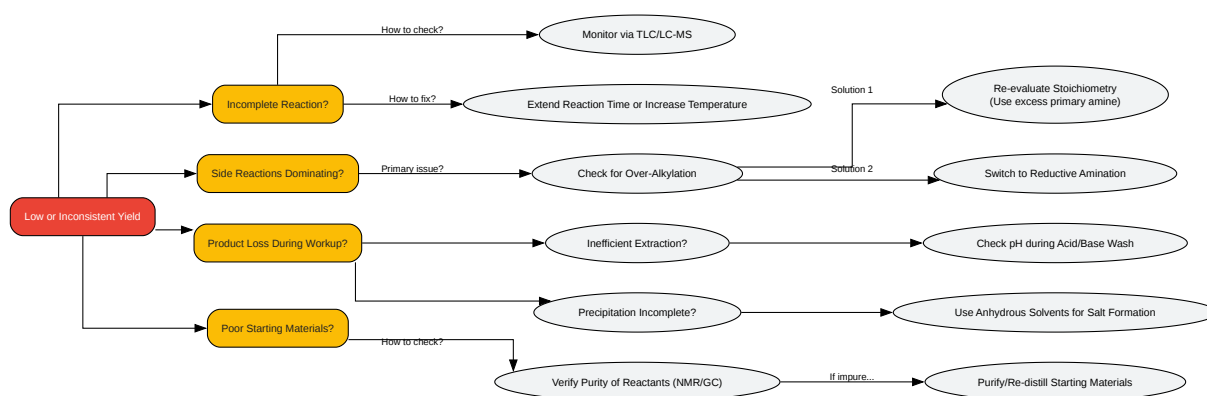 How to check?
Monitor via TLC/LC-MS
Incomplete Reaction?
How to fix?
Extend Reaction Time or Increase Temperature
Solution 1
Re-evaluate Stoichiometry
(Use excess primary amine)
Side Reactions Dominating?
Primary issue?
Check for Over-Alkylation
Solution 2
Switch to Reductive Amination
Low or Inconsistent Yield
Product Loss During Workup?
Inefficient Extraction?
Check pH during Acid/Base Wash
Precipitation Incomplete?
Use Anhydrous Solvents for Salt Formation
Poor Starting Materials?
How to check?
Verify Purity of Reactants (NMR/GC)
If impure...
Purify/Re-distill Starting Materials